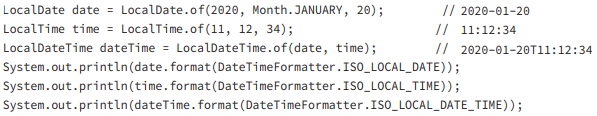 LocalDate date = LocalDate.of(2020, Month.JANUARY, 20); // 2020-01-20
LocalTime time = LocalTime.of(11, 12, 34); // 11:12:34
LocalDateTime dateTime = LocalDateTime.of(date, time); // 2020-01-20T11:12:34
System.out.println(date.format(DateTimeFormatter.ISO_LOCAL_DATE));
System.out.println(time.format(DateTimeFormatter.ISO_LOCAL_TIME));
System.out.println(dateTime.format(DateTimeFormatter.ISO_LOCAL_DATE_TIME));